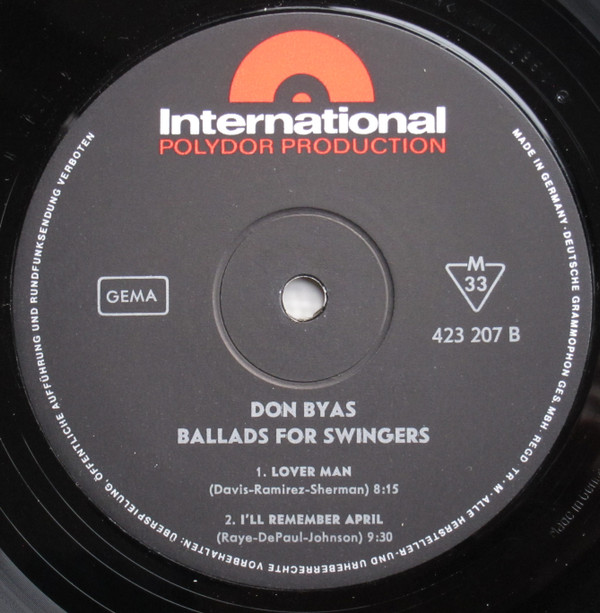 International
POLYDOR PRODUCTION
GEMA
M
33
423 207 B
DON BYAS
BALLADS FOR SWINGERS
1. LOVER MAN
(Davis-Ramirez-Sherman) 8:15
2. I'LL REMEMBER APRIL
(Raye-DePaul-Johnson) 9:30
MADE IN GERMANY · DEUTSCHE GRAMMOPHON GES. MBH · REGD TR.-M · ALLE HERSTELLER- UND URHEBERRECHTE VORBEHALTEN: ÜBERSPIELUNG, ÖFFENTLICHE AUFFÜHRUNG UND RUNDFUNKSENDUNG VERBOTEN